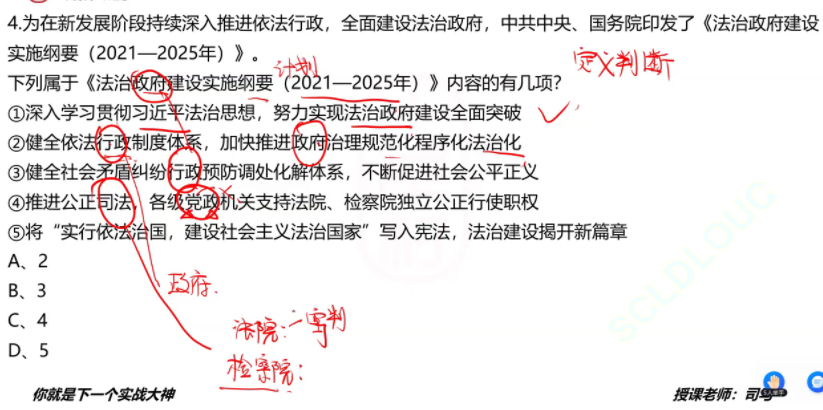 4.为在新发展阶段持续深入推进依法行政，全面建设法治政府，中共中央、国务院印发了《法治政府建设
实施纲要（2021—2025年）》。
计划
定义判断
下列属于《法治政府建设实施纲要（2021—2025年）》内容的有几项?
①深入学习贯彻习近平法治思想，努力实现法治政府建设全面突破
②健全依法行政制度体系，加快推进政府治理规范化程序化法治化
③健全社会矛盾纠纷行政预防调处化解体系，不断促进社会公平正义
④推进公正司法，各级党政机关支持法院、检察院独立公正行使职权
⑤将“实行依法治国，建设社会主义法治国家”写入宪法，法治建设揭开新篇章
A、2
B、3
政府.
C、4
法院:一审判
D、5
检察院:
SCLDLOUC
你就是下一个实战大神
授课老师：司马